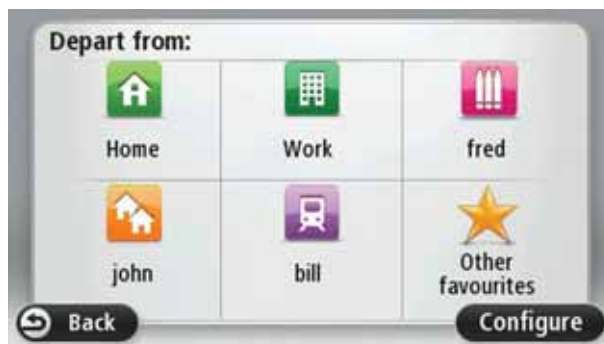 Depart from:
Home
Work
fred
john
bill
Other
favourites
Back
Configure